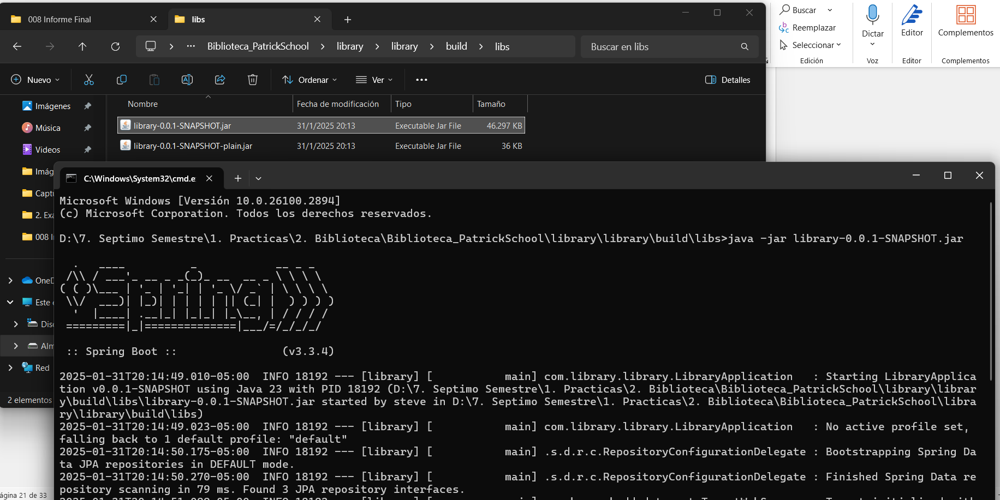 008 Informe Final
libs
Biblioteca_PatrickSchool > library > library > build > libs
Buscar en libs
Nuevo
Ordenar
Ver
Detalles
Nombre
Fecha de modificación
Tipo
Tamaño
library-0.0.1-SNAPSHOT.jar 31/1/2025 20:13 Executable Jar File 46.297 KB
library-0.0.1-SNAPSHOT-plain.jar 31/1/2025 20:13 Executable Jar File 36 KB
Imágenes
Música
Videos
Imág
Captu
2. Exa
008 I
OneD
Este e
Disc
Alm
Red
2 elementos
Buscar
Reemplazar
Seleccionar
Edición
Dictar
Voz
Editor
Editor
Complementos
Complementos
C:\Windows\System32\cmd.e
Microsoft Windows [Versión 10.0.26100.2894]
(c) Microsoft Corporation. Todos los derechos reservados.
D:\7. Septimo Semestre\1. Practicas\2. Biblioteca\Biblioteca_PatrickSchool\library\library\build\libs>java -jar library-0.0.1-SNAPSHOT.jar
:: Spring Boot :: (v3.3.4)
2025-01-31T20:14:49.010-05:00  INFO 18192 --- [library] [           main] com.library.library.LibraryApplication   : Starting LibraryApplica
tion v0.0.1-SNAPSHOT using Java 23 with PID 18192 (D:\7. Septimo Semestre\1. Practicas\2. Biblioteca\Biblioteca_PatrickSchool\library\librar
y\build\libs\library-0.0.1-SNAPSHOT.jar started by steve in D:\7. Septimo Semestre\1. Practicas\2. Biblioteca\Biblioteca_PatrickSchool\libra
ry\library\build\libs)
2025-01-31T20:14:49.023-05:00  INFO 18192 --- [library] [           main] com.library.library.LibraryApplication   : No active profile set,
falling back to 1 default profile: "default"
2025-01-31T20:14:50.175-05:00  INFO 18192 --- [library] [           main] .s.d.r.c.RepositoryConfigurationDelegate : Bootstrapping Spring Da
ta JPA repositories in DEFAULT mode.
2025-01-31T20:14:50.270-05:00  INFO 18192 --- [library] [           main] .s.d.r.c.RepositoryConfigurationDelegate : Finished Spring Data re
pository scanning in 79 ms. Found 3 JPA repository interfaces.
ágina 21 de 33